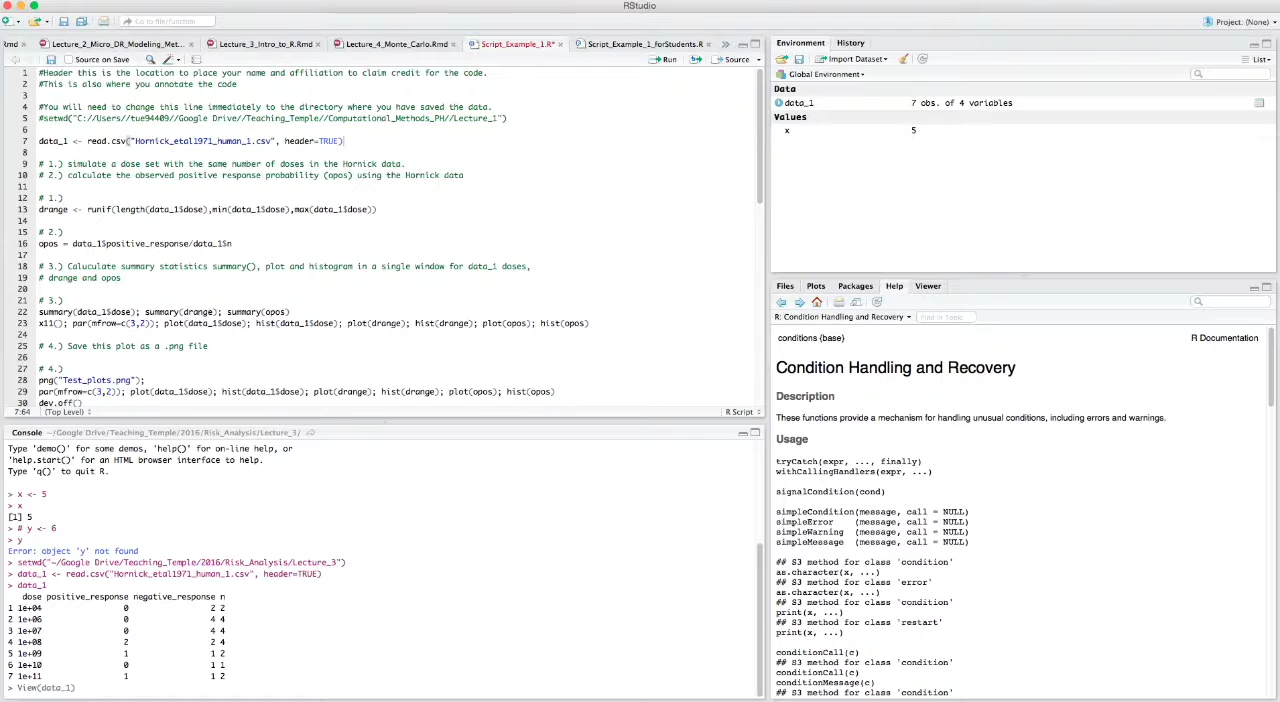 RStudio
Go to file/function
Project: (None)
Rmd
Lecture_2_Micro_DR_Modeling_Met...
Lecture_3_Intro_to_R.Rmd
Lecture_4_Monte_Carlo.Rmd
Script_Example_1.R*
Script_Example_1_forStudents.R
Source on Save
Run
Source
1 #Header this is the location to place your name and affiliation to claim credit for the code.
2 #This is also where you annotate the code
3
4 #You will need to change this line immediately to the directory where you have saved the data.
5 #setwd("C://Users//tue94409//Google Drive//Teaching_Temple//Computational_Methods_PH//Lecture_1")
6
7 data_1 <- read.csv("Hornick_etal1971_human_1.csv", header=TRUE)
8
9 # 1.) simulate a dose set with the same number of doses in the Hornick data.
10 # 2.) calculate the observed positive response probability (opos) using the Hornick data
11
12 # 1.)
13 drange <- runif(length(data_1$dose),min(data_1$dose),max(data_1$dose))
14
15 # 2.)
16 opos = data_1$positive_response/data_1$n
17
18 # 3.) Caluculate summary statistics summary(), plot and histogram in a single window for data_1 doses,
19 # drange and opos
20
21 # 3.)
22 summary(data_1$dose); summary(drange); summary(opos)
23 x11(); par(mfrow=c(3,2)); plot(data_1$dose); hist(data_1$dose); plot(drange); hist(drange); plot(opos); hist(opos)
24
25 # 4.) Save this plot as a .png file
26
27 # 4.)
28 png("Test_plots.png");
29 par(mfrow=c(3,2)); plot(data_1$dose); hist(data_1$dose); plot(drange); hist(drange); plot(opos); hist(opos)
30 dev.off()
7:64 (Top Level) R Script
Console ~/Google Drive/Teaching_Temple/2016/Risk_Analysis/Lecture_3/
Type 'demo()' for some demos, 'help()' for on-line help, or
'help.start()' for an HTML browser interface to help.
Type 'q()' to quit R.
> x <- 5
> x
[1] 5
> # y <- 6
> y
Error: object 'y' not found
> setwd("~/Google Drive/Teaching_Temple/2016/Risk_Analysis/Lecture_3")
> data_1 <- read.csv("Hornick_etal1971_human_1.csv", header=TRUE)
> data_1
dose positive_response negative_response n
1 1e+04 0 2 2
2 1e+06 0 4 4
3 1e+07 0 4 4
4 1e+08 2 2 4
5 1e+09 1 1 2
6 1e+10 0 1 1
7 1e+11 1 1 2
> View(data_1)
Environment History
Import Dataset List
Global Environment
Data
data_1 7 obs. of 4 variables
Values
x 5
Files Plots Packages Help Viewer
R: Condition Handling and Recovery Find in Topic
conditions {base} R Documentation
Condition Handling and Recovery
Description
These functions provide a mechanism for handling unusual conditions, including errors and warnings.
Usage
tryCatch(expr, ..., finally)
withCallingHandlers(expr, ...)
signalCondition(cond)
simpleCondition(message, call = NULL)
simpleError (message, call = NULL)
simpleWarning (message, call = NULL)
simpleMessage (message, call = NULL)
## S3 method for class 'condition'
as.character(x, ...)
## S3 method for class 'error'
as.character(x, ...)
## S3 method for class 'condition'
print(x, ...)
## S3 method for class 'restart'
print(x, ...)
conditionCall(c)
## S3 method for class 'condition'
conditionCall(c)
conditionMessage(c)
## S3 method for class 'condition'